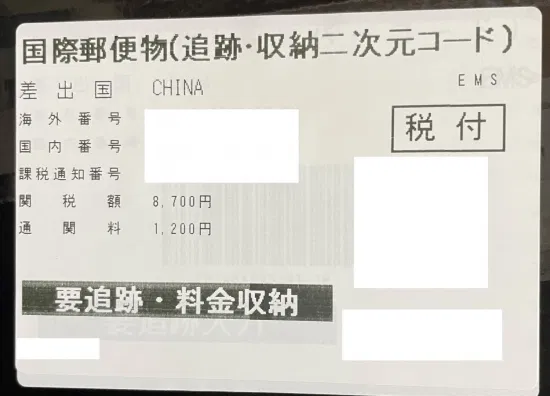 国際郵便物(追跡・収納二次元コード)
EMS
差出国 CHINA
税付
海外番号
国内番号
課税通知番号
関税額 8,700円
通関料 1,200円
要追跡・料金収納